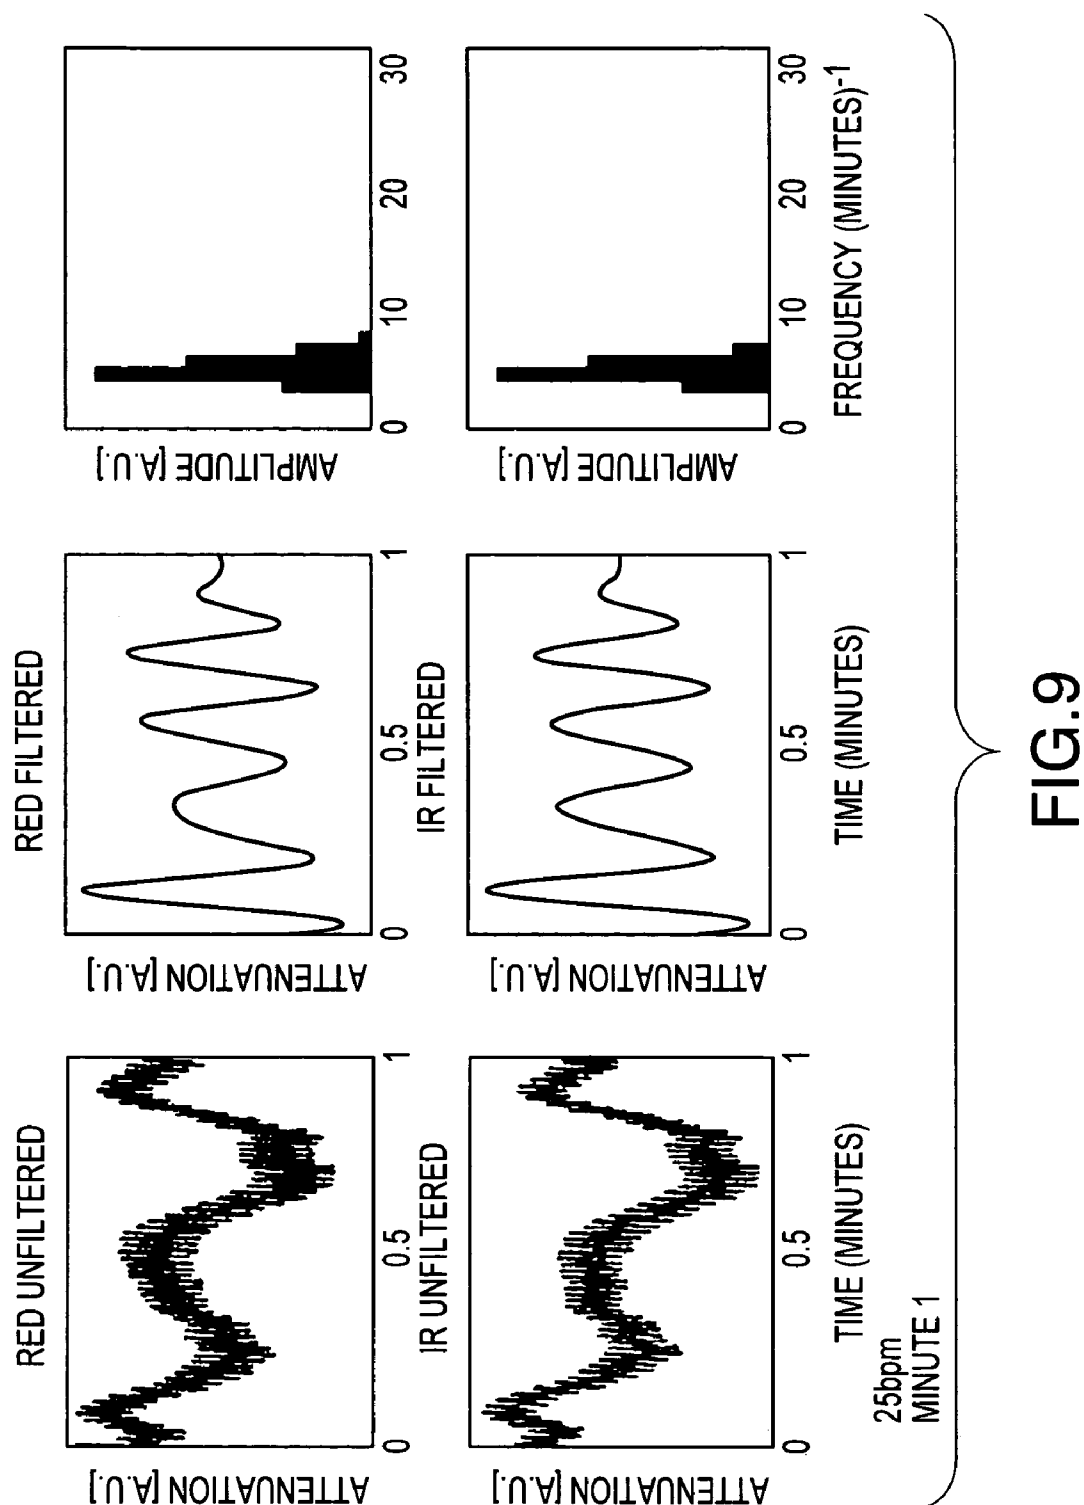 RED UNFILTERED
ATTENUATION [A.U.]
0
0.5
1
RED FILTERED
ATTENUATION [A.U.]
0
0.5
1
AMPLITUDE [A.U.]
0
10
20
30
IR UNFILTERED
ATTENUATION [A.U.]
0
0.5
1
TIME (MINUTES)
IR FILTERED
ATTENUATION [A.U.]
0
0.5
1
TIME (MINUTES)
AMPLITUDE [A.U.]
0
10
20
30
FREQUENCY (MINUTES)-1
25bpm
MINUTE 1
FIG.9